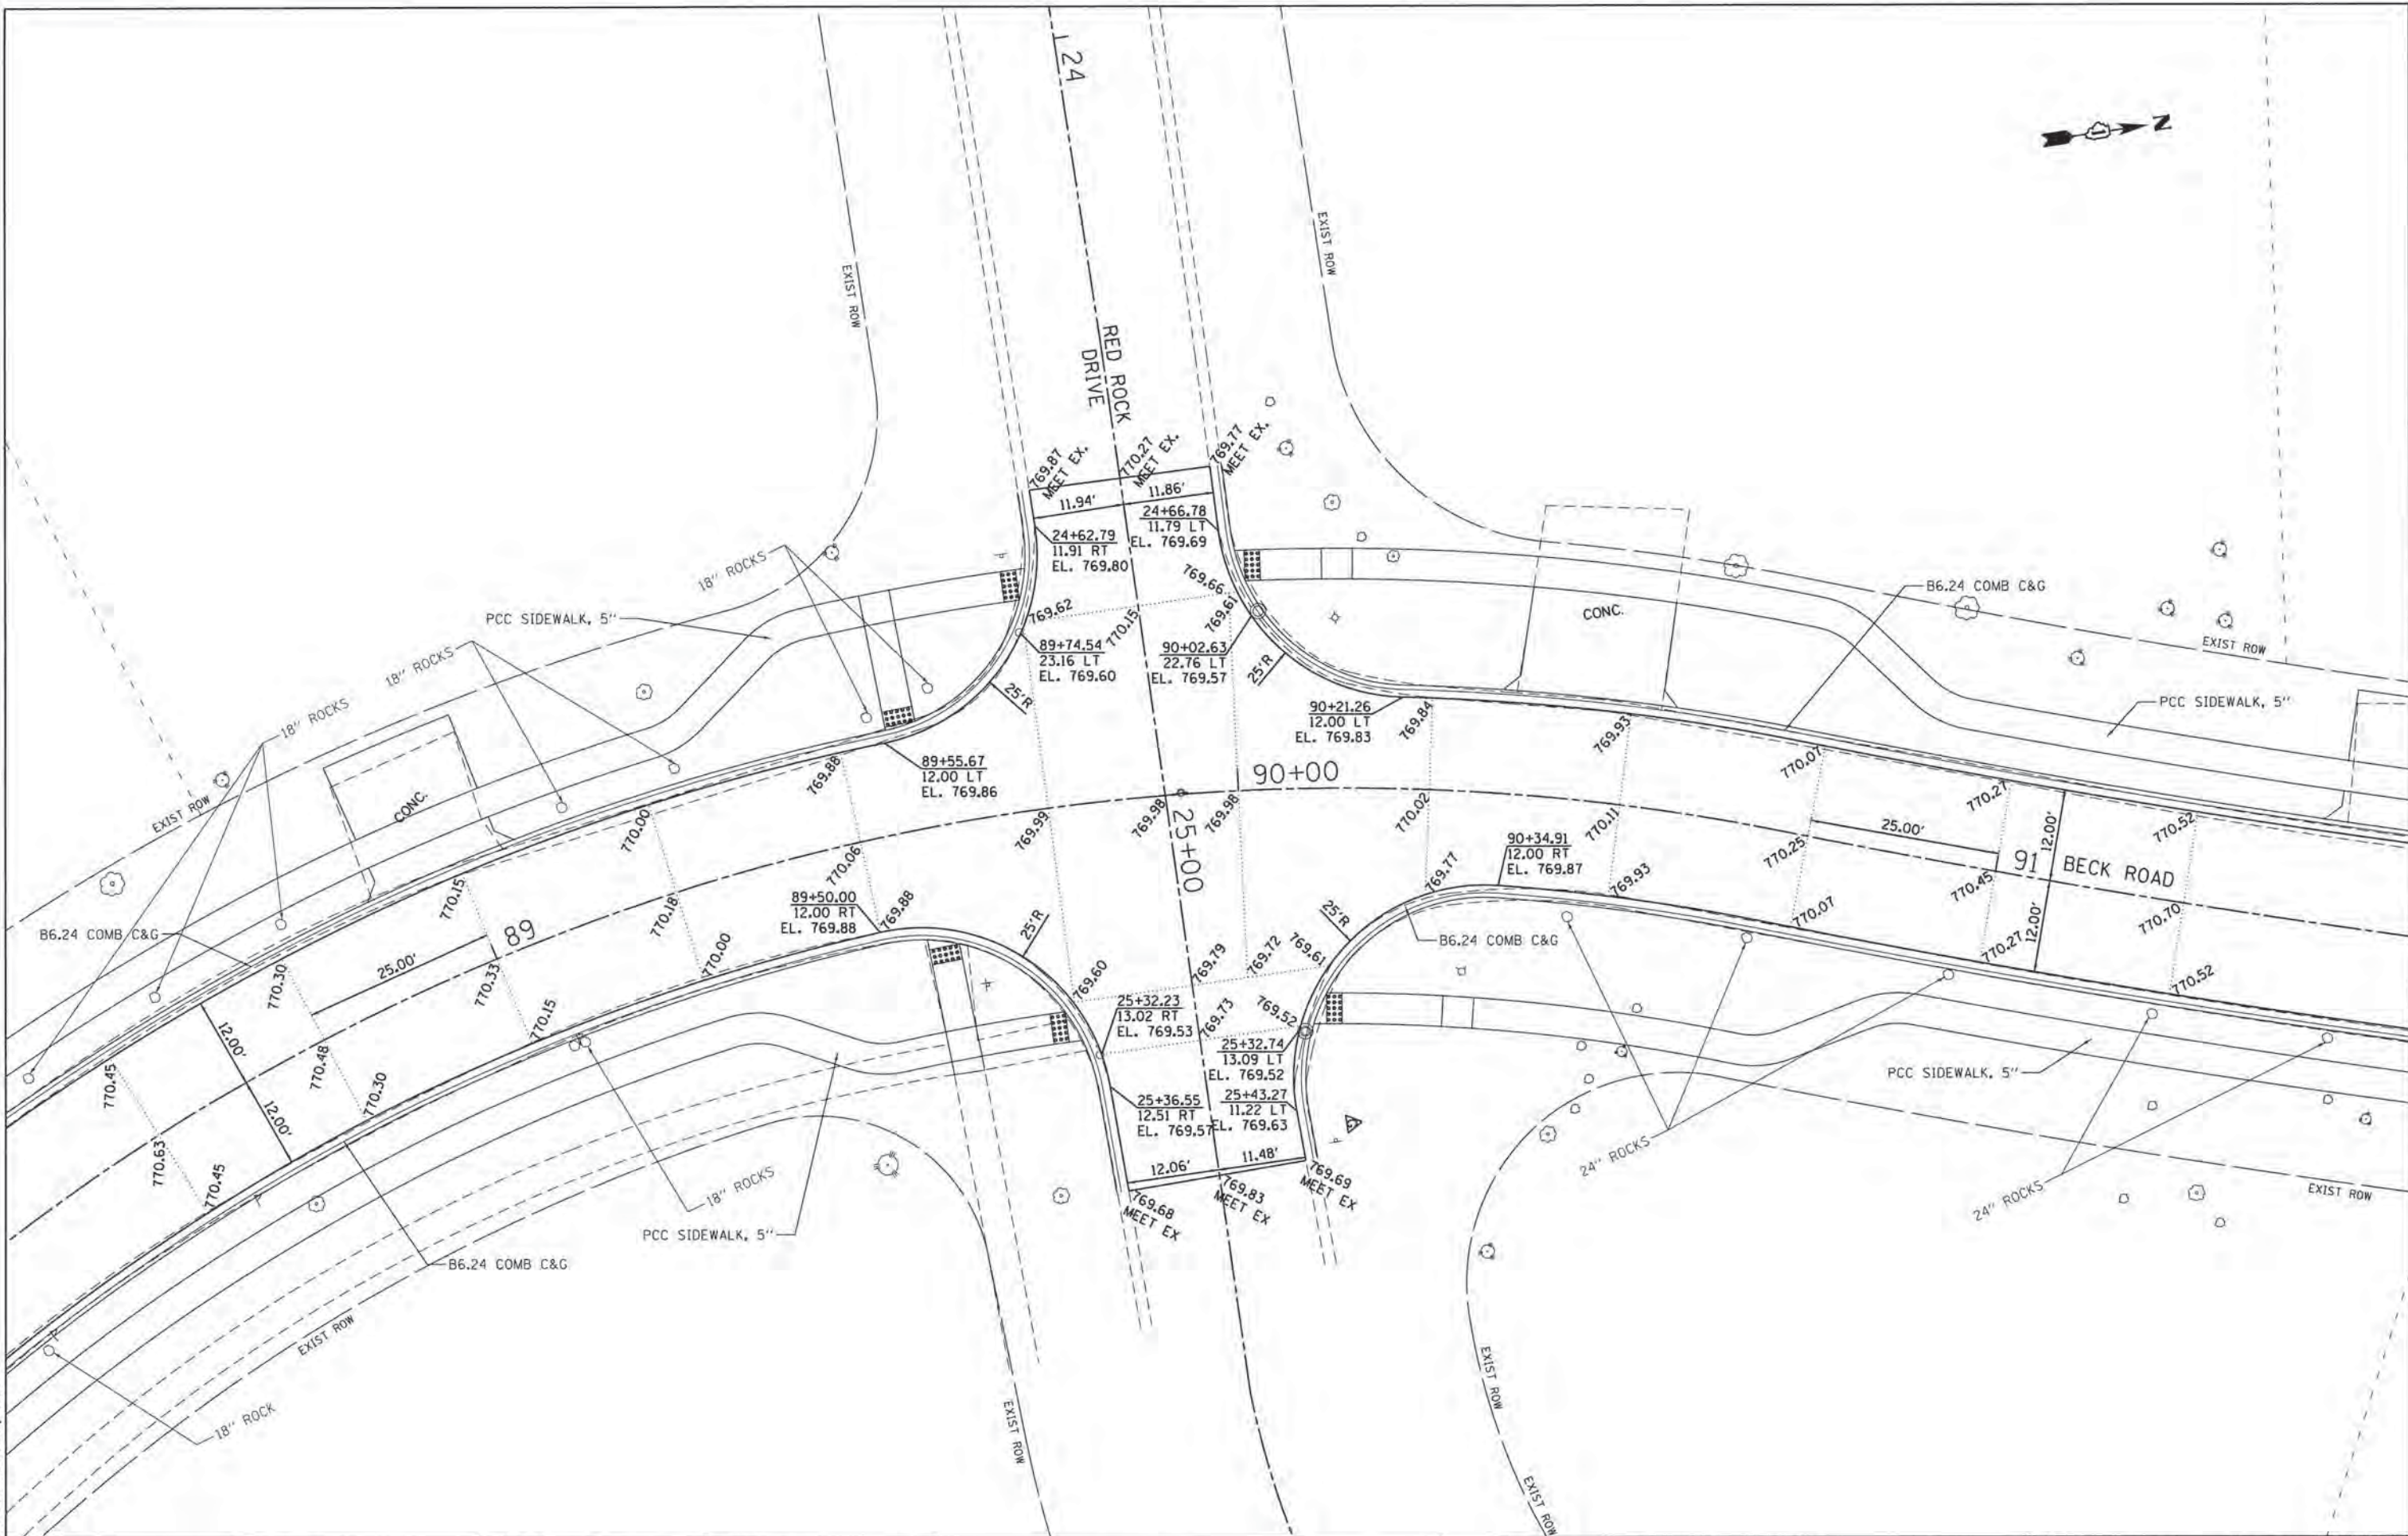 24
N
EXIST ROW
EXIST ROW
RED ROCK
DRIVE
769.87
MEET EX.
770.27
MEET EX.
769.77
MEET EX.
11.94'
11.86'
24+62.79
11.91 RT
EL. 769.80
24+66.78
11.79 LT
EL. 769.69
18" ROCKS
PCC SIDEWALK, 5"
769.62
770.15
769.66
769.61
89+74.54
23.16 LT
EL. 769.60
90+02.63
22.76 LT
EL. 769.57
25'R
25'R
CONC.
B6.24 COMB C&G
EXIST ROW
18" ROCKS
18" ROCKS
PCC SIDEWALK, 5"
90+21.26
12.00 LT
EL. 769.83
769.84
769.93
770.07
770.27
770.52
89+55.67
12.00 LT
EL. 769.86
769.88
770.00
770.15
EXIST ROW
CONC.
90+00
25+00
769.99
769.98
769.98
770.02
770.11
770.25
25.00'
770.45
12.00'
91
BECK ROAD
770.70
12.00'
90+34.91
12.00 RT
EL. 769.87
769.77
769.93
770.07
770.27
770.52
B6.24 COMB C&G
89
25.00'
770.06
770.18
770.33
89+50.00
12.00 RT
EL. 769.88
769.88
770.00
770.15
25'R
25'R
B6.24 COMB C&G
770.30
770.48
770.30
12.00'
12.00'
770.45
770.63
770.45
769.60
769.79
769.72
769.61
25+32.23
13.02 RT
EL. 769.53
769.73
769.52
25+32.74
13.09 LT
EL. 769.52
25+36.55
12.51 RT
EL. 769.57
25+43.27
11.22 LT
EL. 769.63
12.06'
11.48'
769.68
MEET EX
769.83
MEET EX
769.69
MEET EX
PCC SIDEWALK, 5"
24" ROCKS
24" ROCKS
EXIST ROW
18" ROCKS
PCC SIDEWALK, 5"
B6.24 COMB C&G
EXIST ROW
18" ROCK
EXIST ROW
EXIST ROW
EXIST ROW